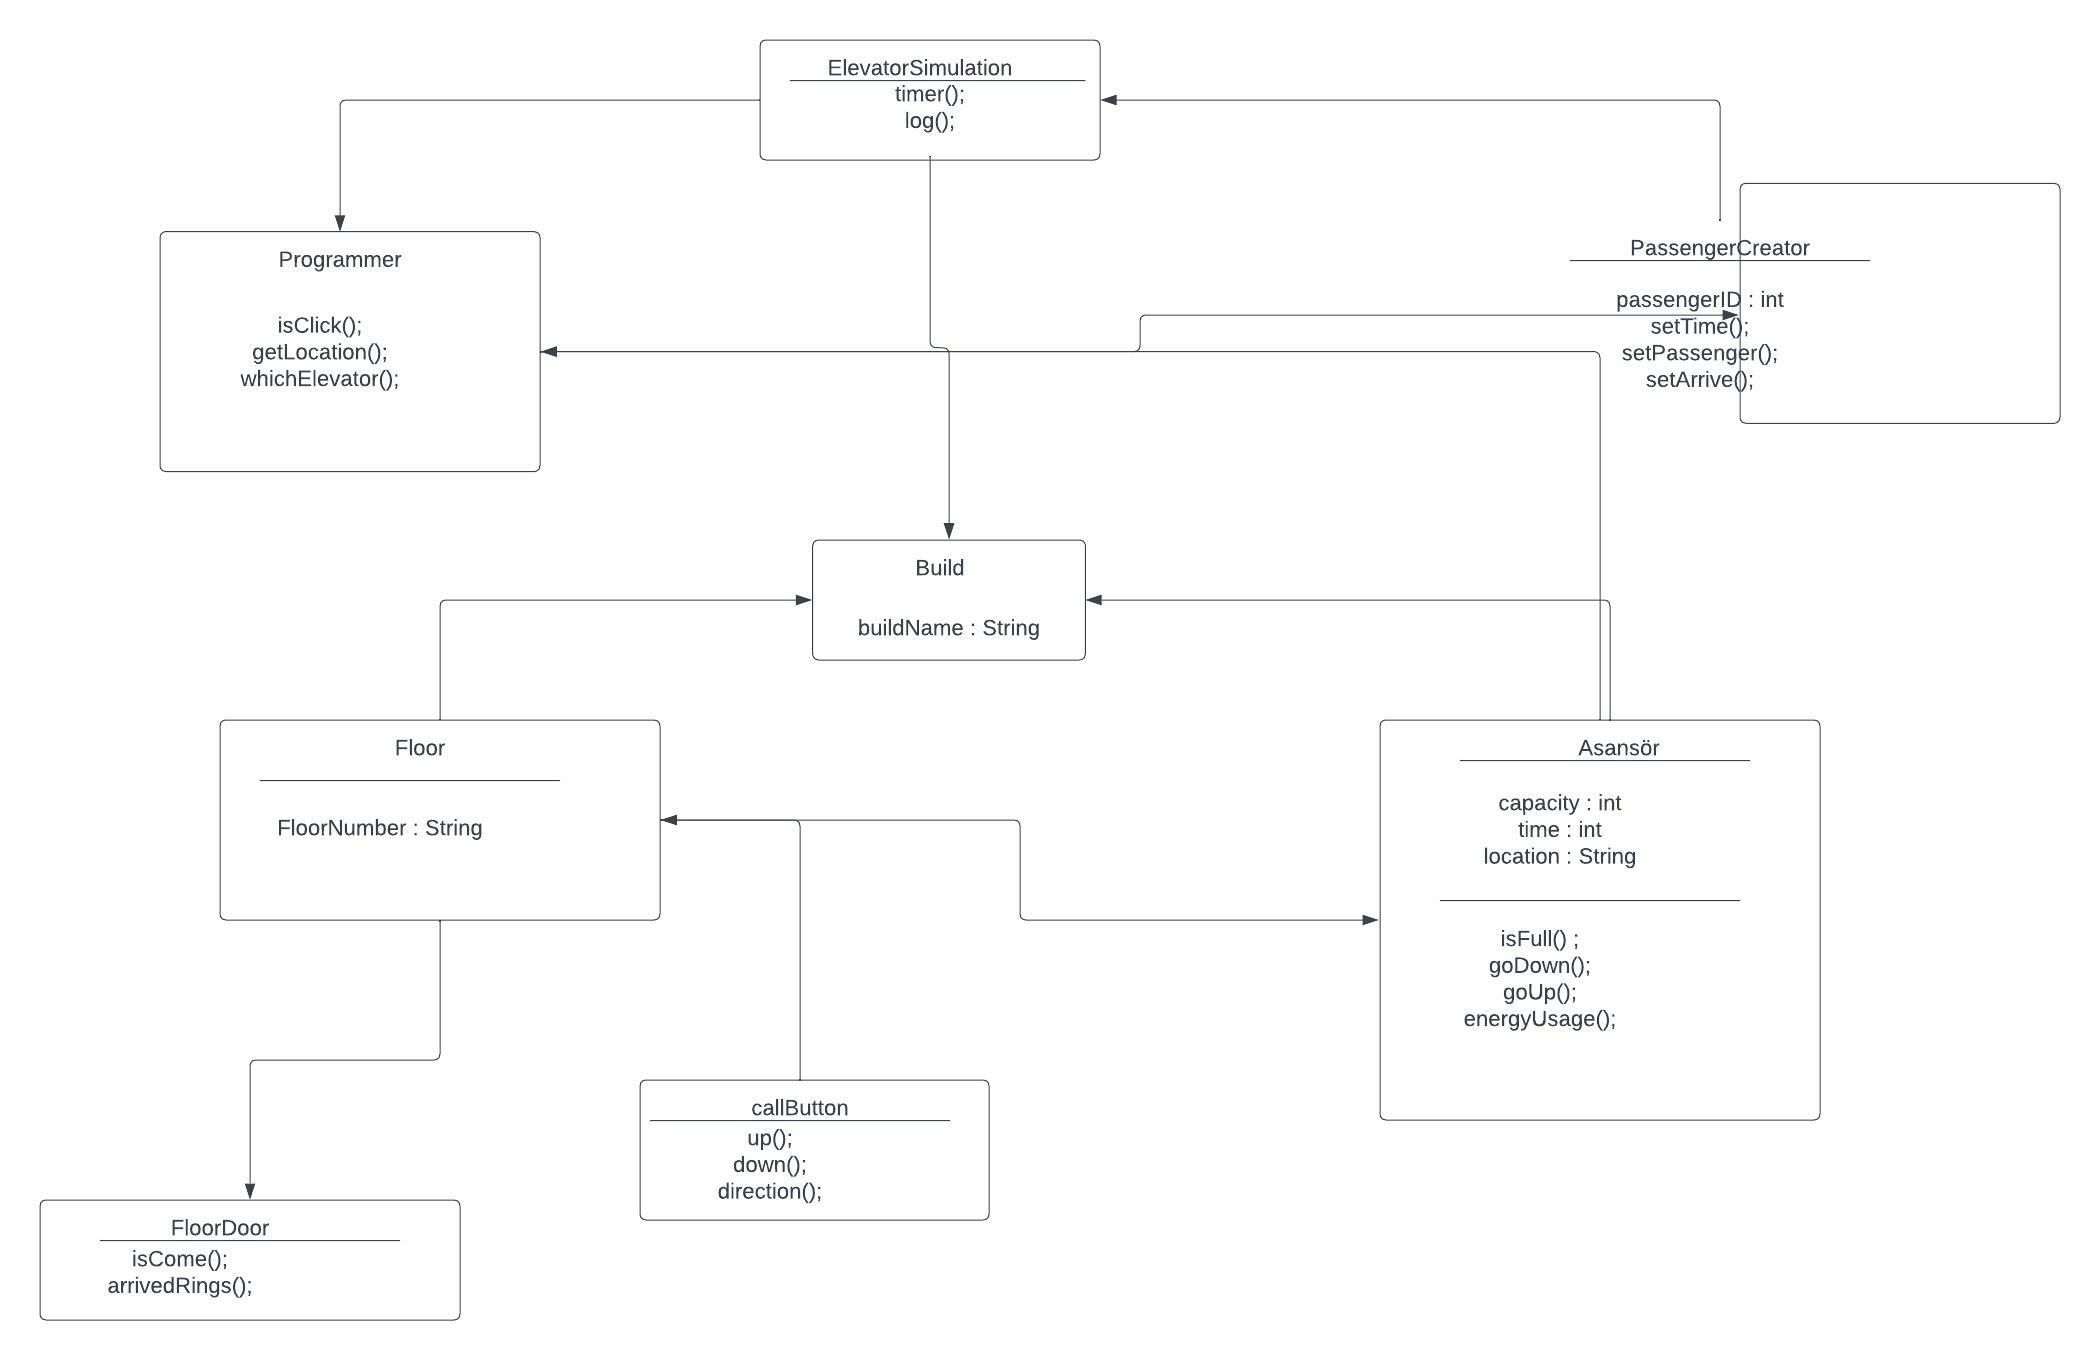 ElevatorSimulation
timer();
log();
Programmer
isClick();
getLocation();
whichElevator();
PassengerCreator
passengerID : int
setTime();
setPassenger();
setArrive();
Build
buildName : String
Floor
FloorNumber : String
Asansör
capacity : int
time : int
location : String
isFull() ;
goDown();
goUp();
energyUsage();
callButton
up();
down();
direction();
FloorDoor
isCome();
arrivedRings();